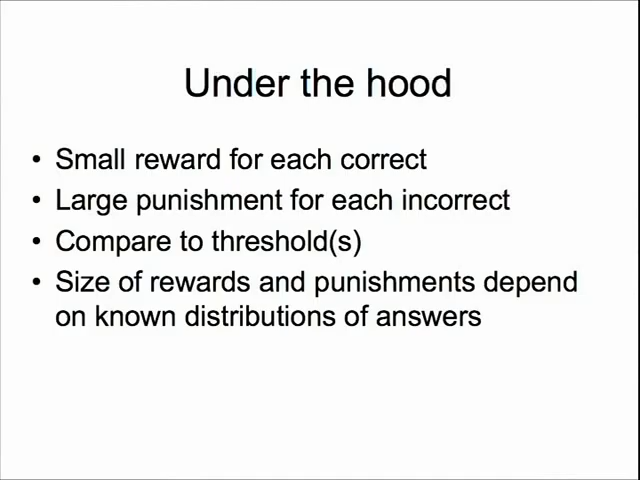 Under the hood
• Small reward for each correct
• Large punishment for each incorrect
• Compare to threshold(s)
• Size of rewards and punishments depend
on known distributions of answers